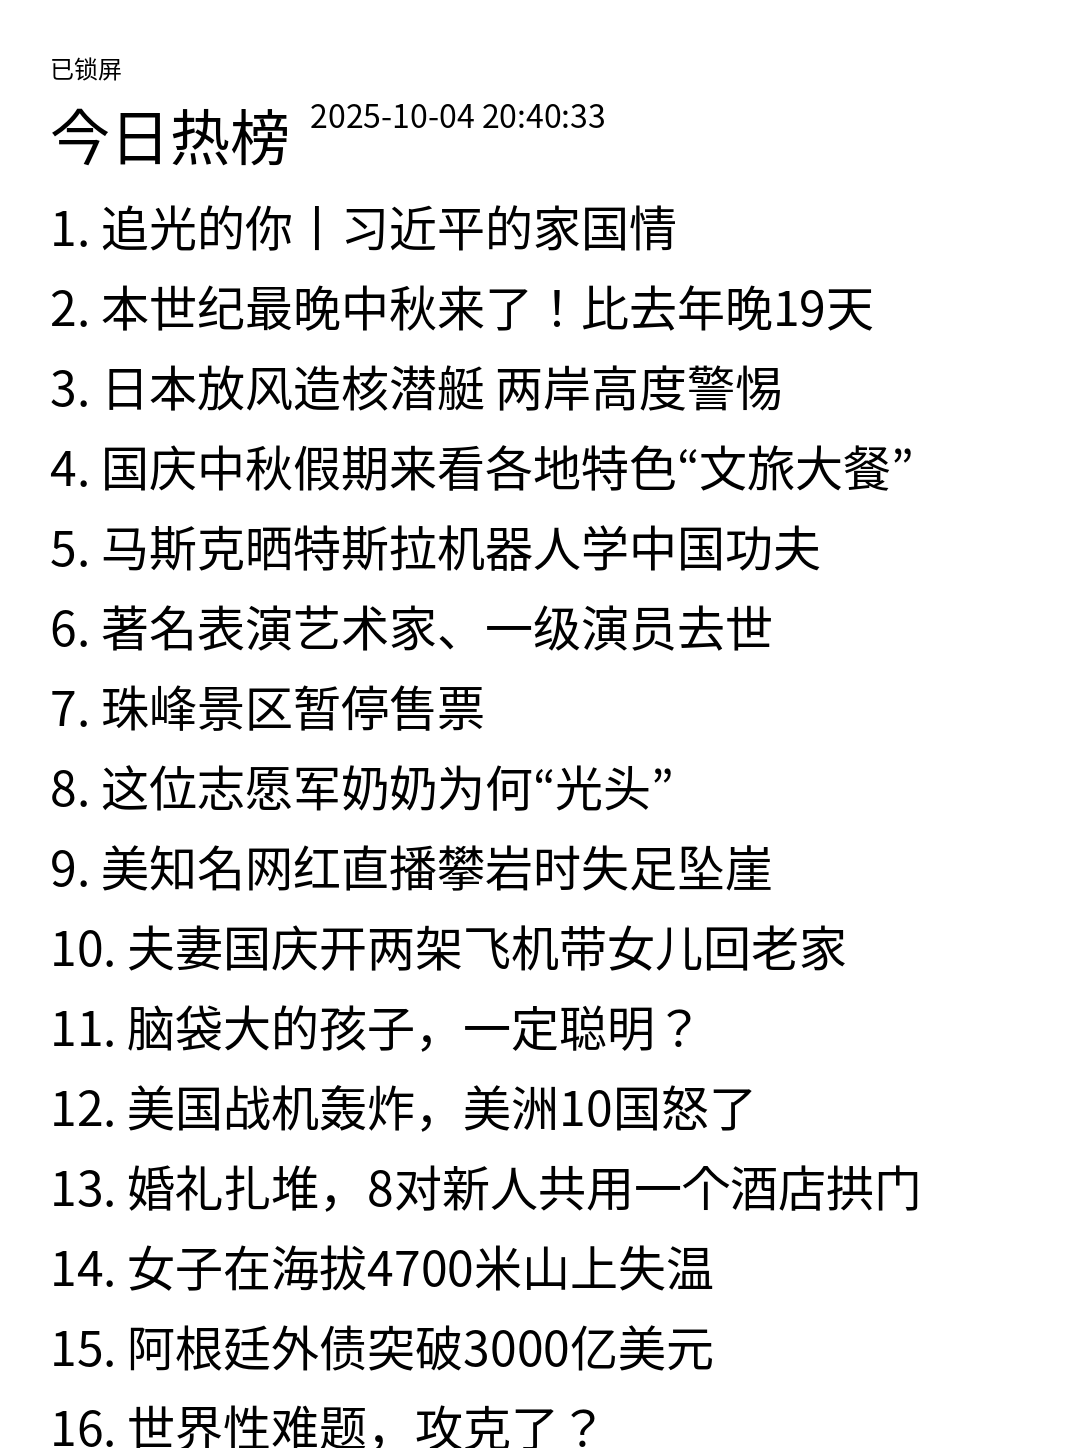 已锁屏
今日热榜 2025-10-04 20:40:33
1. 追光的你丨习近平的家国情
2. 本世纪最晚中秋来了！比去年晚19天
3. 日本放风造核潜艇 两岸高度警惕
4. 国庆中秋假期来看各地特色“文旅大餐”
5. 马斯克晒特斯拉机器人学中国功夫
6. 著名表演艺术家、一级演员去世
7. 珠峰景区暂停售票
8. 这位志愿军奶奶为何“光头”
9. 美知名网红直播攀岩时失足坠崖
10. 夫妻国庆开两架飞机带女儿回老家
11. 脑袋大的孩子，一定聪明？
12. 美国战机轰炸，美洲10国怒了
13. 婚礼扎堆，8对新人共用一个酒店拱门
14. 女子在海拔4700米山上失温
15. 阿根廷外债突破3000亿美元
16. 世界性难题，攻克了？